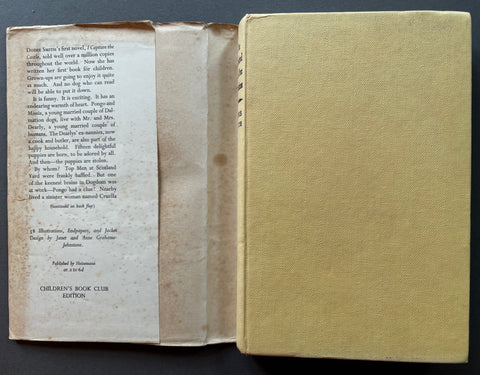 DODIE SMITH's first novel, I Capture the
Castle, sold well over a million copies
throughout the world. Now she has
written her first book for children.
Grown-ups are going to enjoy it quite
as much. And no dog who can read
will be able to put it down.
It is funny. It is exciting. It has an
endearing warmth of heart. Pongo and
Missis, a young married couple of Dal-
matian dogs, live with Mr. and Mrs.
Dearly, a young married couple of
humans. The Dearlys' ex-nannies, now
a cook and butler, are also part of the
happy household. Fifteen delightful
puppies are born, to be adored by all.
And then—the puppies are stolen.
By whom? Top Men at Scotland
Yard were frankly baffled. But one
of the keenest brains in Dogdom was
at work—Pongo had a clue! Nearby
lived a sinister woman named Cruella
(continued on back flap)
58 Illustrations, Endpapers, and Jacket
Design by Janet and Anne Grahame-
Johnstone.
Published by Heinemann
at 12s 6d
CHILDREN'S BOOK CLUB
EDITION